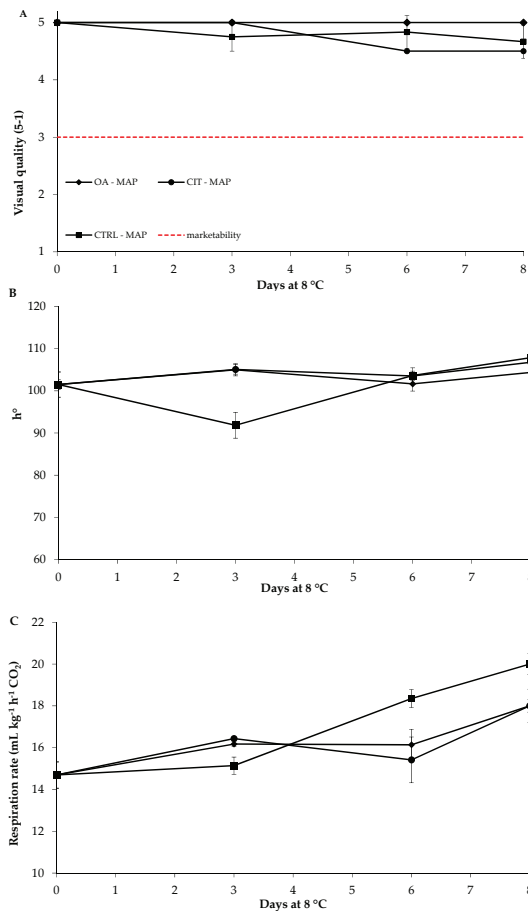 A
5
4
3
2
1
Visual quality (5-1)
OA - MAP
CIT - MAP
CTRL - MAP
marketability
0 1 2 3 4 5 6 7 8
Days at 8 °C
B
120
110
100
90
80
70
60
h°
0 1 2 3 4 5 6 7
Days at 8 °C
C
22
20
18
16
14
12
10
Respiration rate (mL kg⁻¹ h⁻¹ CO₂)
0 1 2 3 4 5 6 7 8
Days at 8 °C